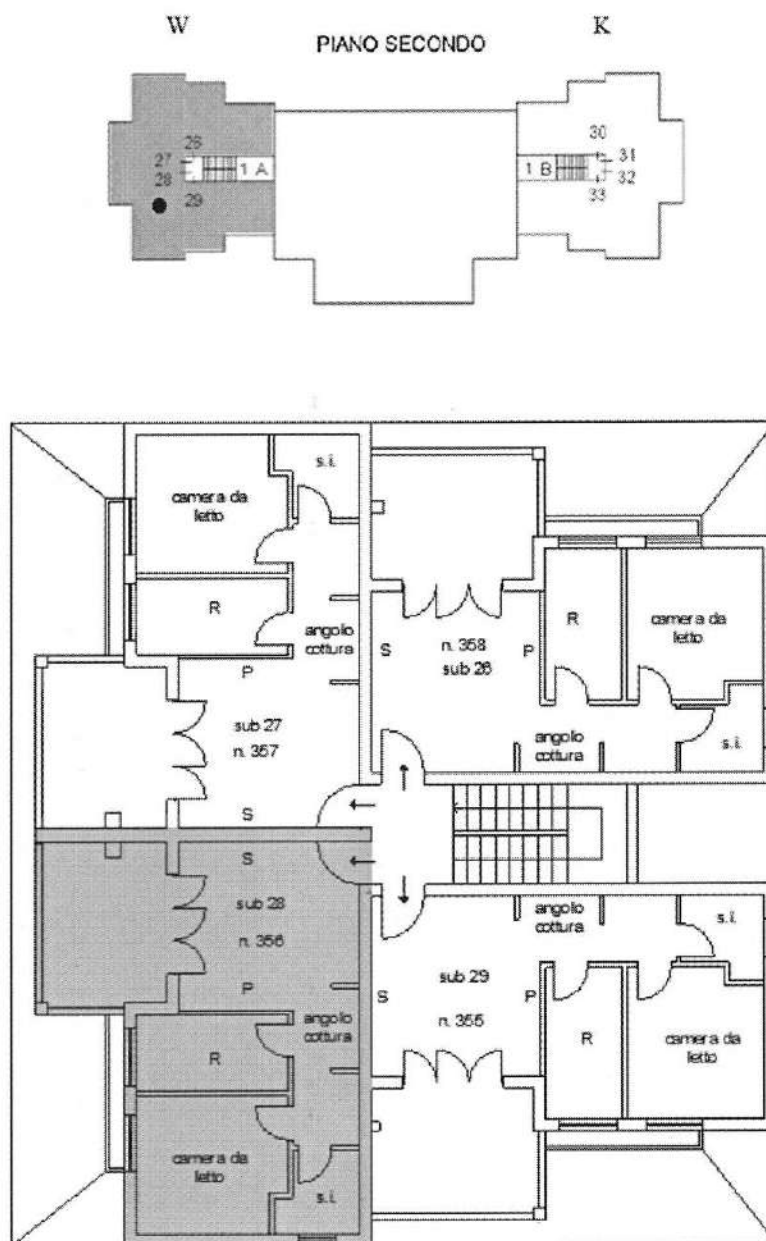 W
K
PIANO SECONDO
26
30
27
31
1 A
1 B
28
32
29
33
s.i.
camera da
letto
R
angolo
cottura
P
sub 27
n. 357
S
S
n. 358
sub 26
P
R
camera da
letto
angolo
cottura
s.i.
S
sub 28
n. 356
P
angolo
cottura
R
camera da
letto
s.i.
angolo
cottura
s.i.
S
sub 29
P
n. 355
R
camera da
letto